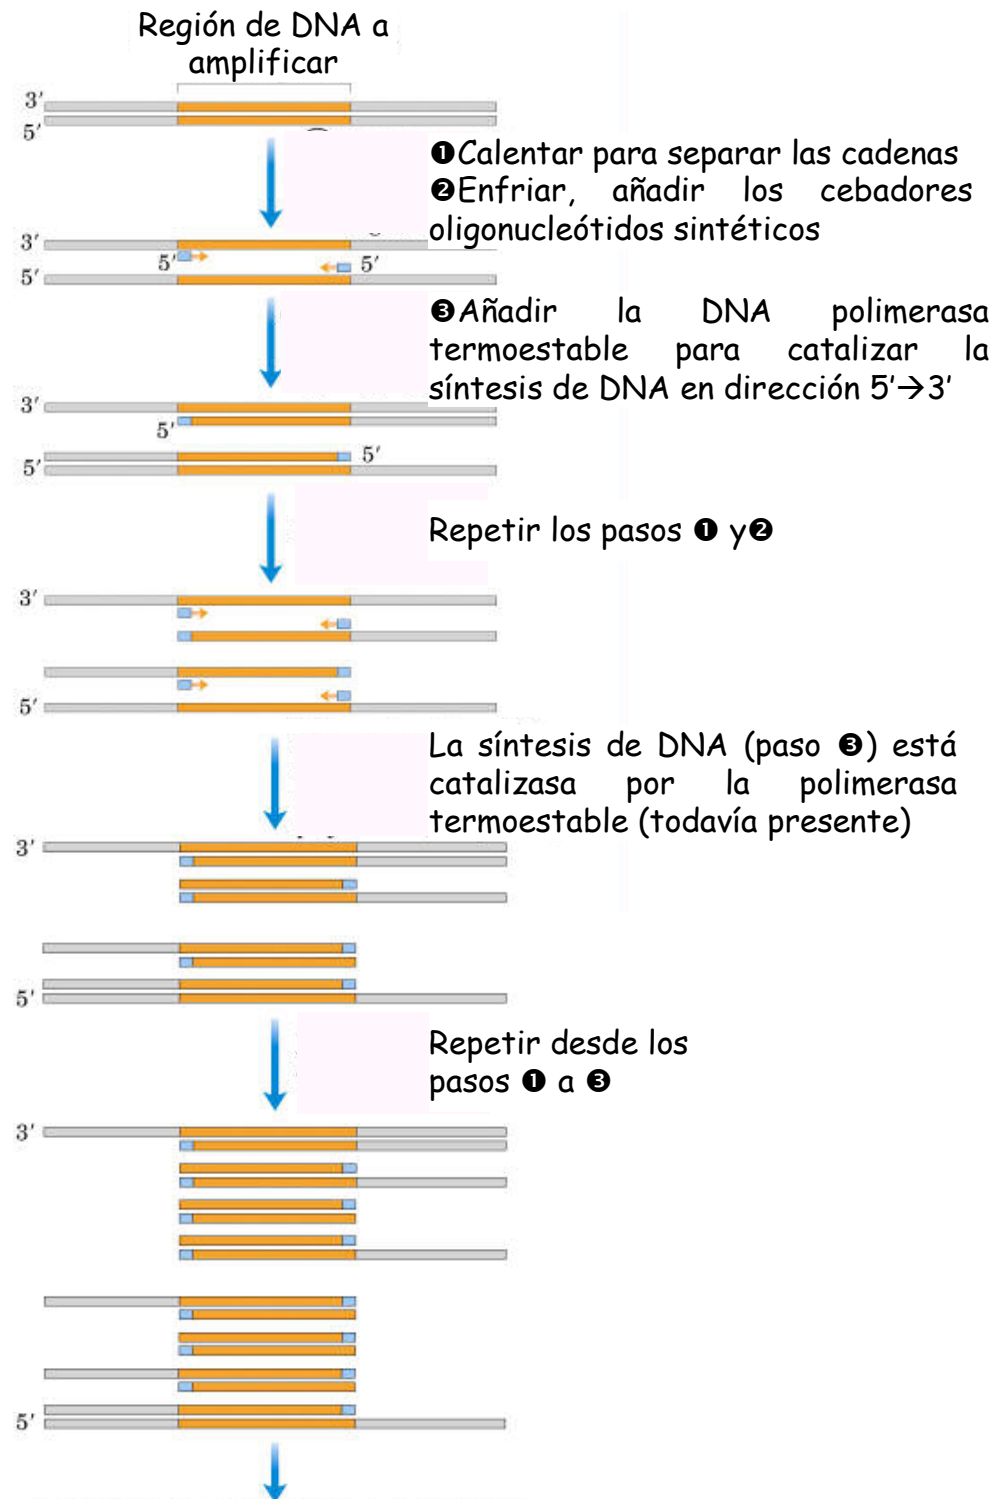 Región de DNA a
amplificar
3'
5'
❶Calentar para separar las cadenas
❷Enfriar, añadir los cebadores
oligonucleótidos sintéticos
3'
5'
5'
5'
❸Añadir la DNA polimerasa
termoestable para catalizar la
síntesis de DNA en dirección 5'→3'
3'
5'
5'
5'
Repetir los pasos ❶ y❷
3'
5'
La síntesis de DNA (paso ❸) está
catalizasa por la polimerasa
termoestable (todavía presente)
3'
5'
Repetir desde los
pasos ❶ a ❸
3'
5'